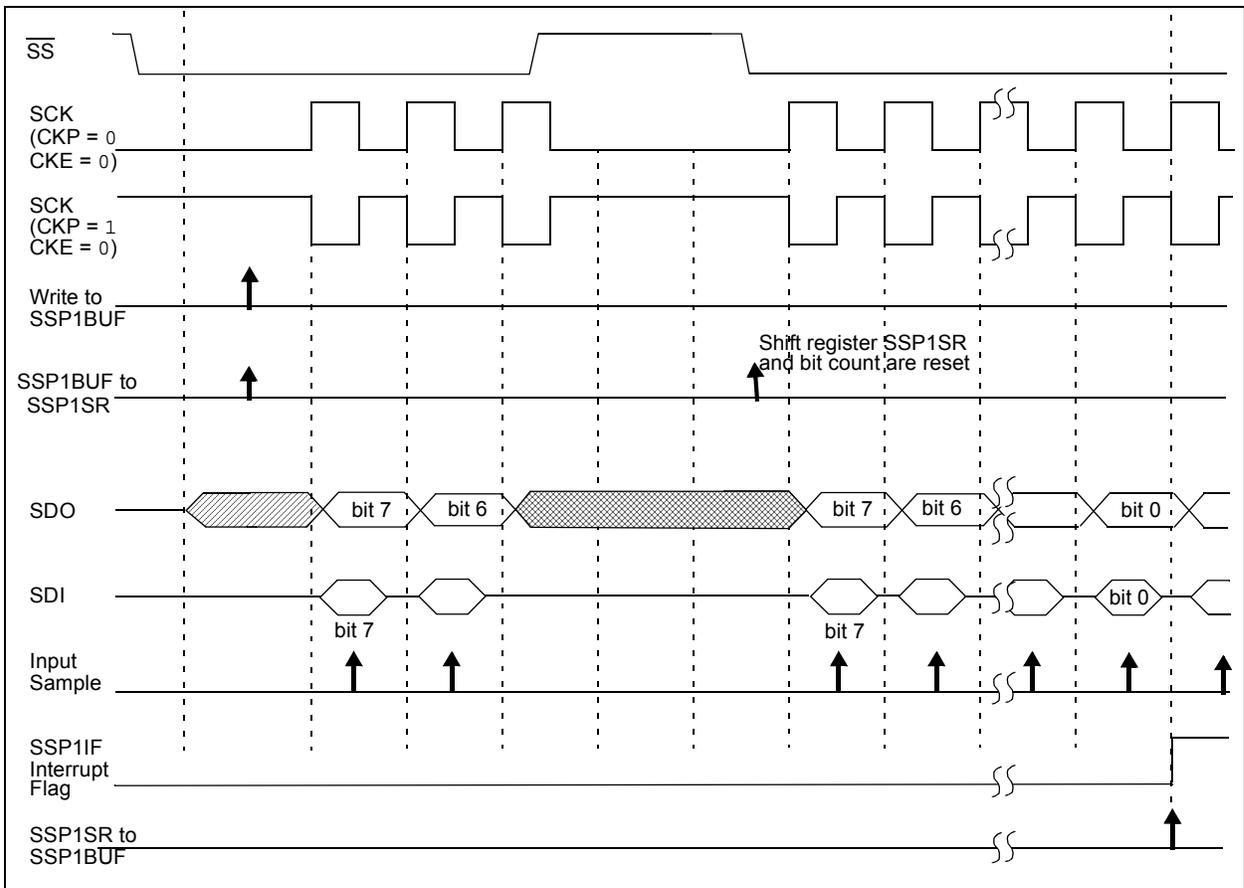 SS
SCK
(CKP = 0
CKE = 0)
SCK
(CKP = 1
CKE = 0)
Write to
SSP1BUF
Shift register SSP1SR
and bit count are reset
SSP1BUF to
SSP1SR
SDO
bit 7
bit 6
bit 7
bit 6
bit 0
SDI
bit 0
bit 7
bit 7
Input
Sample
SSP1IF
Interrupt
Flag
SSP1SR to
SSP1BUF